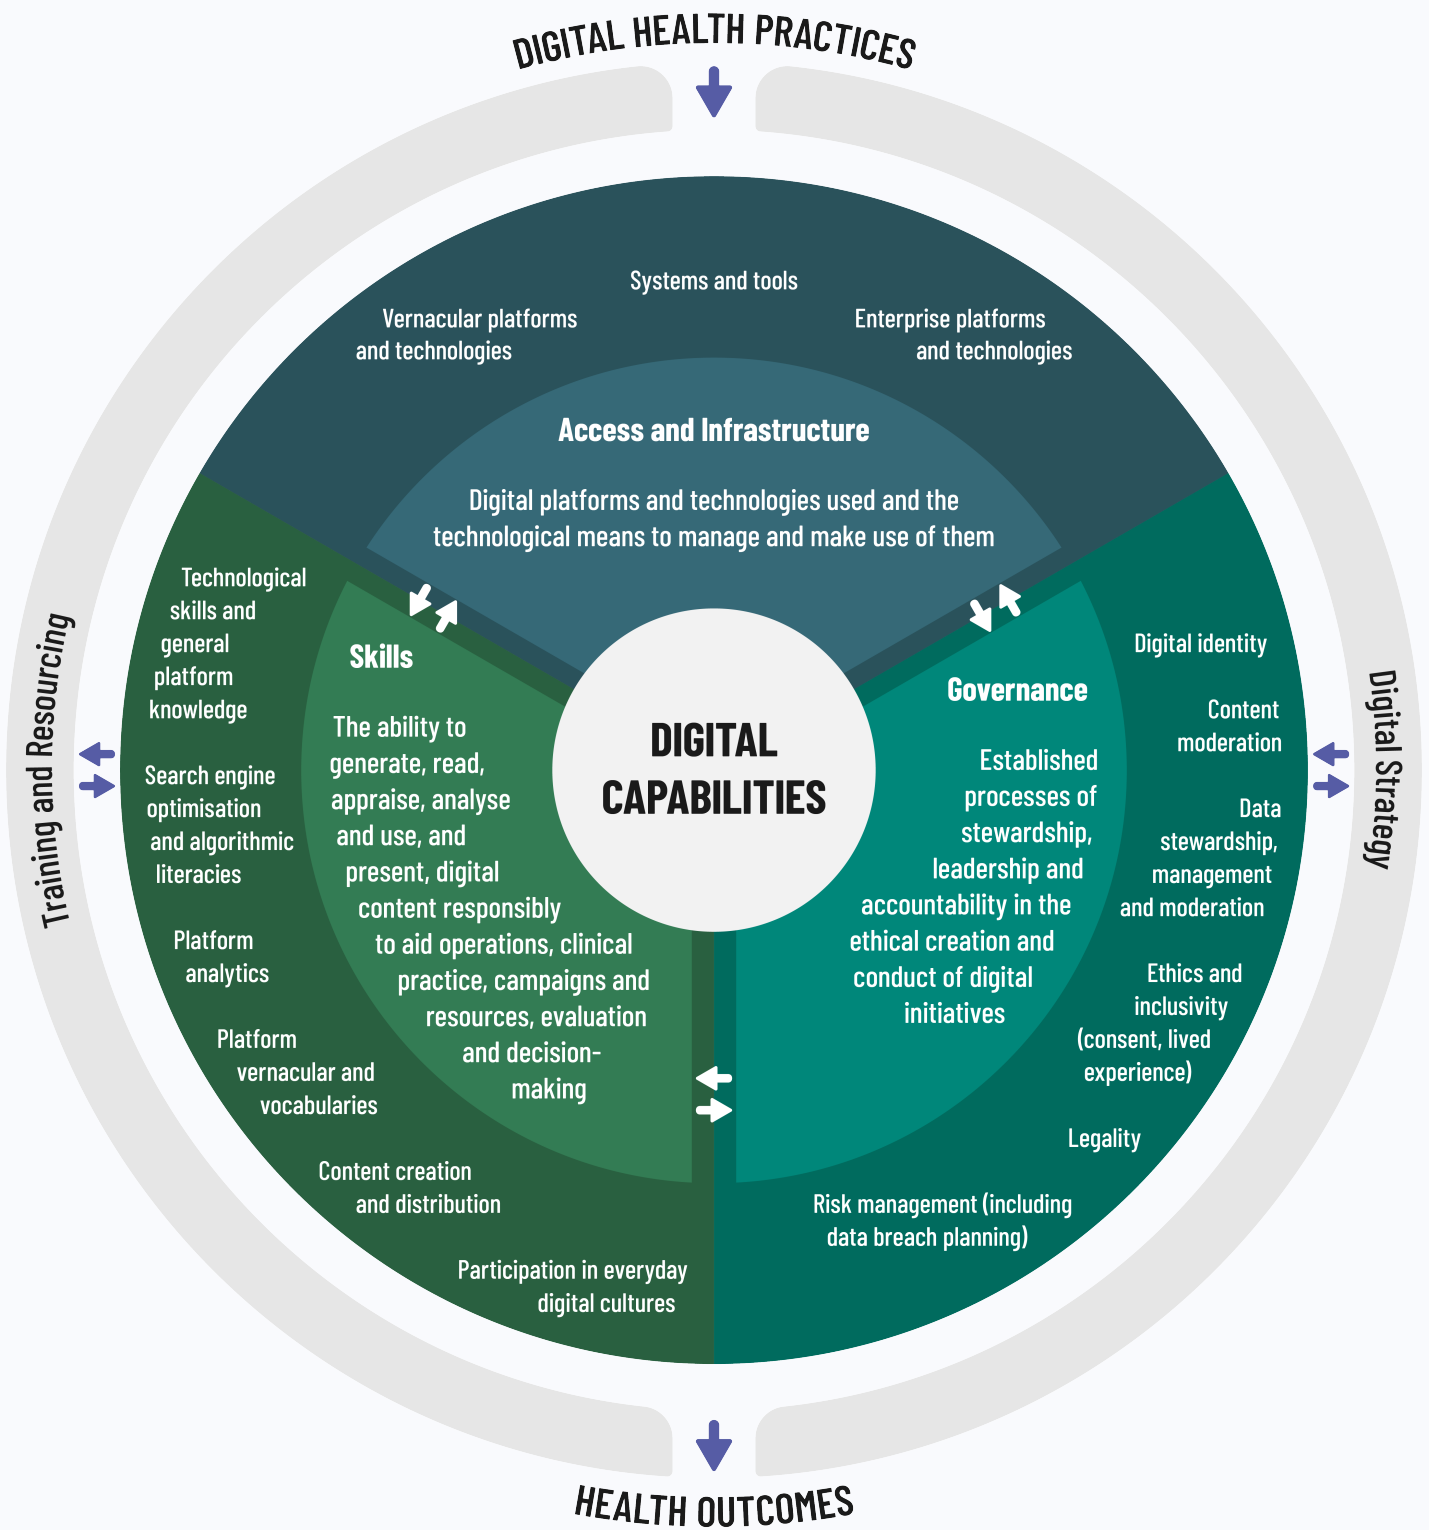 DIGITAL HEALTH PRACTICES
Systems and tools
Vernacular platforms
and technologies
Enterprise platforms
and technologies
Access and Infrastructure
Digital platforms and technologies used and the
technological means to manage and make use of them
Training and Resourcing
Technological
skills and
general
platform
knowledge
Search engine
optimisation
and algorithmic
literacies
Platform
analytics
Platform
vernacular and
vocabularies
Content creation
and distribution
Participation in everyday
digital cultures
Skills
The ability to
generate, read,
appraise, analyse
and use, and
present, digital
content responsibly
to aid operations, clinical
practice, campaigns and
resources, evaluation
and decision-
making
DIGITAL
CAPABILITIES
Governance
Established
processes of
stewardship,
leadership and
accountability in the
ethical creation and
conduct of digital
initiatives
Digital identity
Content
moderation
Data
stewardship,
management
and moderation
Ethics and
inclusivity
(consent, lived
experience)
Legality
Risk management (including
data breach planning)
Digital Strategy
HEALTH OUTCOMES